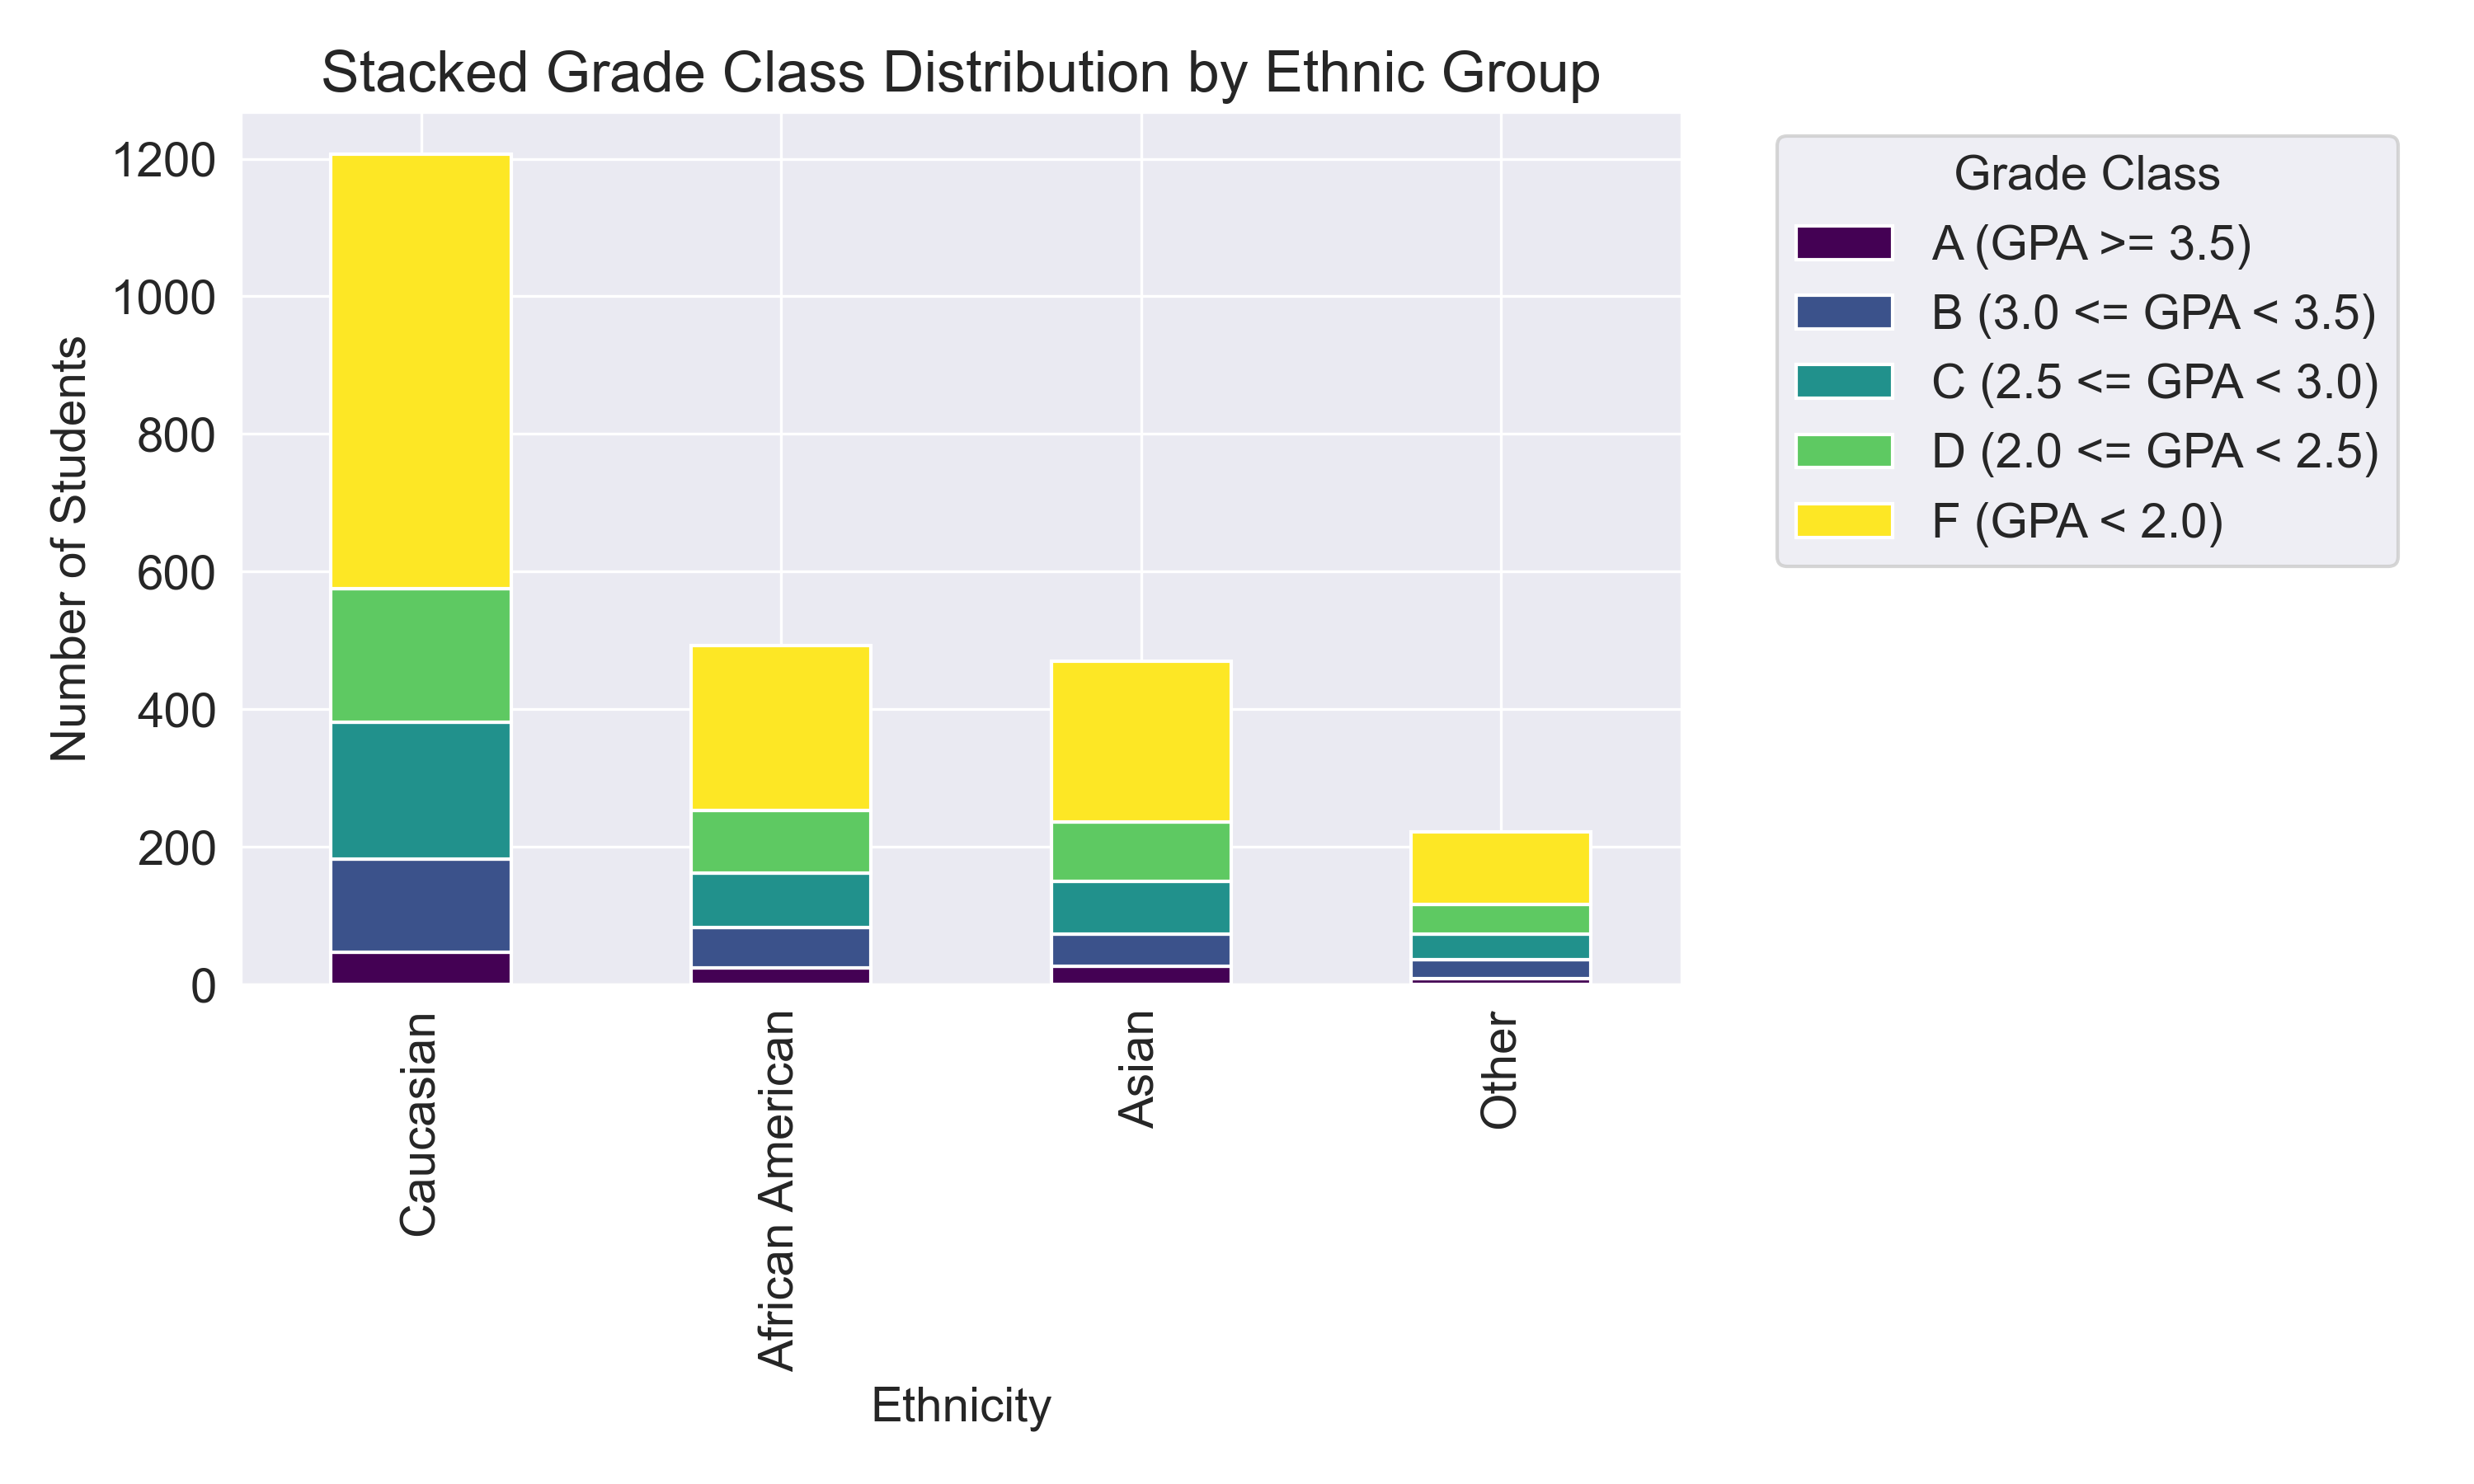 Stacked Grade Class Distribution by Ethnic Group
Number of Students
1200
1000
800
600
400
200
0
Caucasian
African American
Asian
Other
Ethnicity
Grade Class
A (GPA >= 3.5)
B (3.0 <= GPA < 3.5)
C (2.5 <= GPA < 3.0)
D (2.0 <= GPA < 2.5)
F (GPA < 2.0)